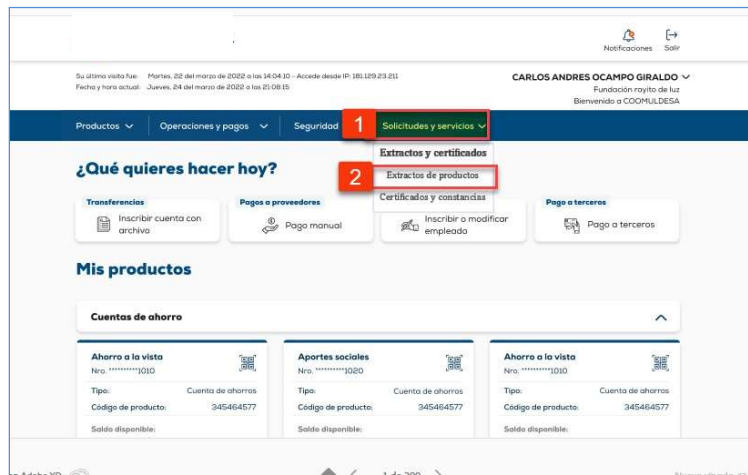 Notificaciones Salir
Su última visita fue: Martes, 22 del marzo de 2022 a las 14:04:10 - Accede desde IP: 181.129.23.211
Fecha y hora actual: Jueves, 24 del marzo de 2022 a las 21:08:15
CARLOS ANDRES OCAMPO GIRALDO
Fundación rayito de luz
Bienvenido a COOMULDESA
Productos Operaciones y pagos Seguridad 1 Solicitudes y servicios
Extractos y certificados
2 Extractos de productos
Certificados y constancias
¿Qué quieres hacer hoy?
Transferencias
Inscribir cuenta con
archivo
Pagos a proveedores
Pago manual
Inscribir o modificar
empleado
Pago a terceros
Pago a terceros
Mis productos
Cuentas de ahorro
Ahorro a la vista
Nro. **********1010
Tipo: Cuenta de ahorros
Código de producto: 345464577
Saldo disponible:
Aportes sociales
Nro. **********1020
Tipo: Cuenta de ahorros
Código de producto: 345464577
Saldo disponible:
Ahorro a la vista
Nro. **********1010
Tipo: Cuenta de ahorros
Código de producto: 345464577
Saldo disponible:
Adobe XD
1 de 200